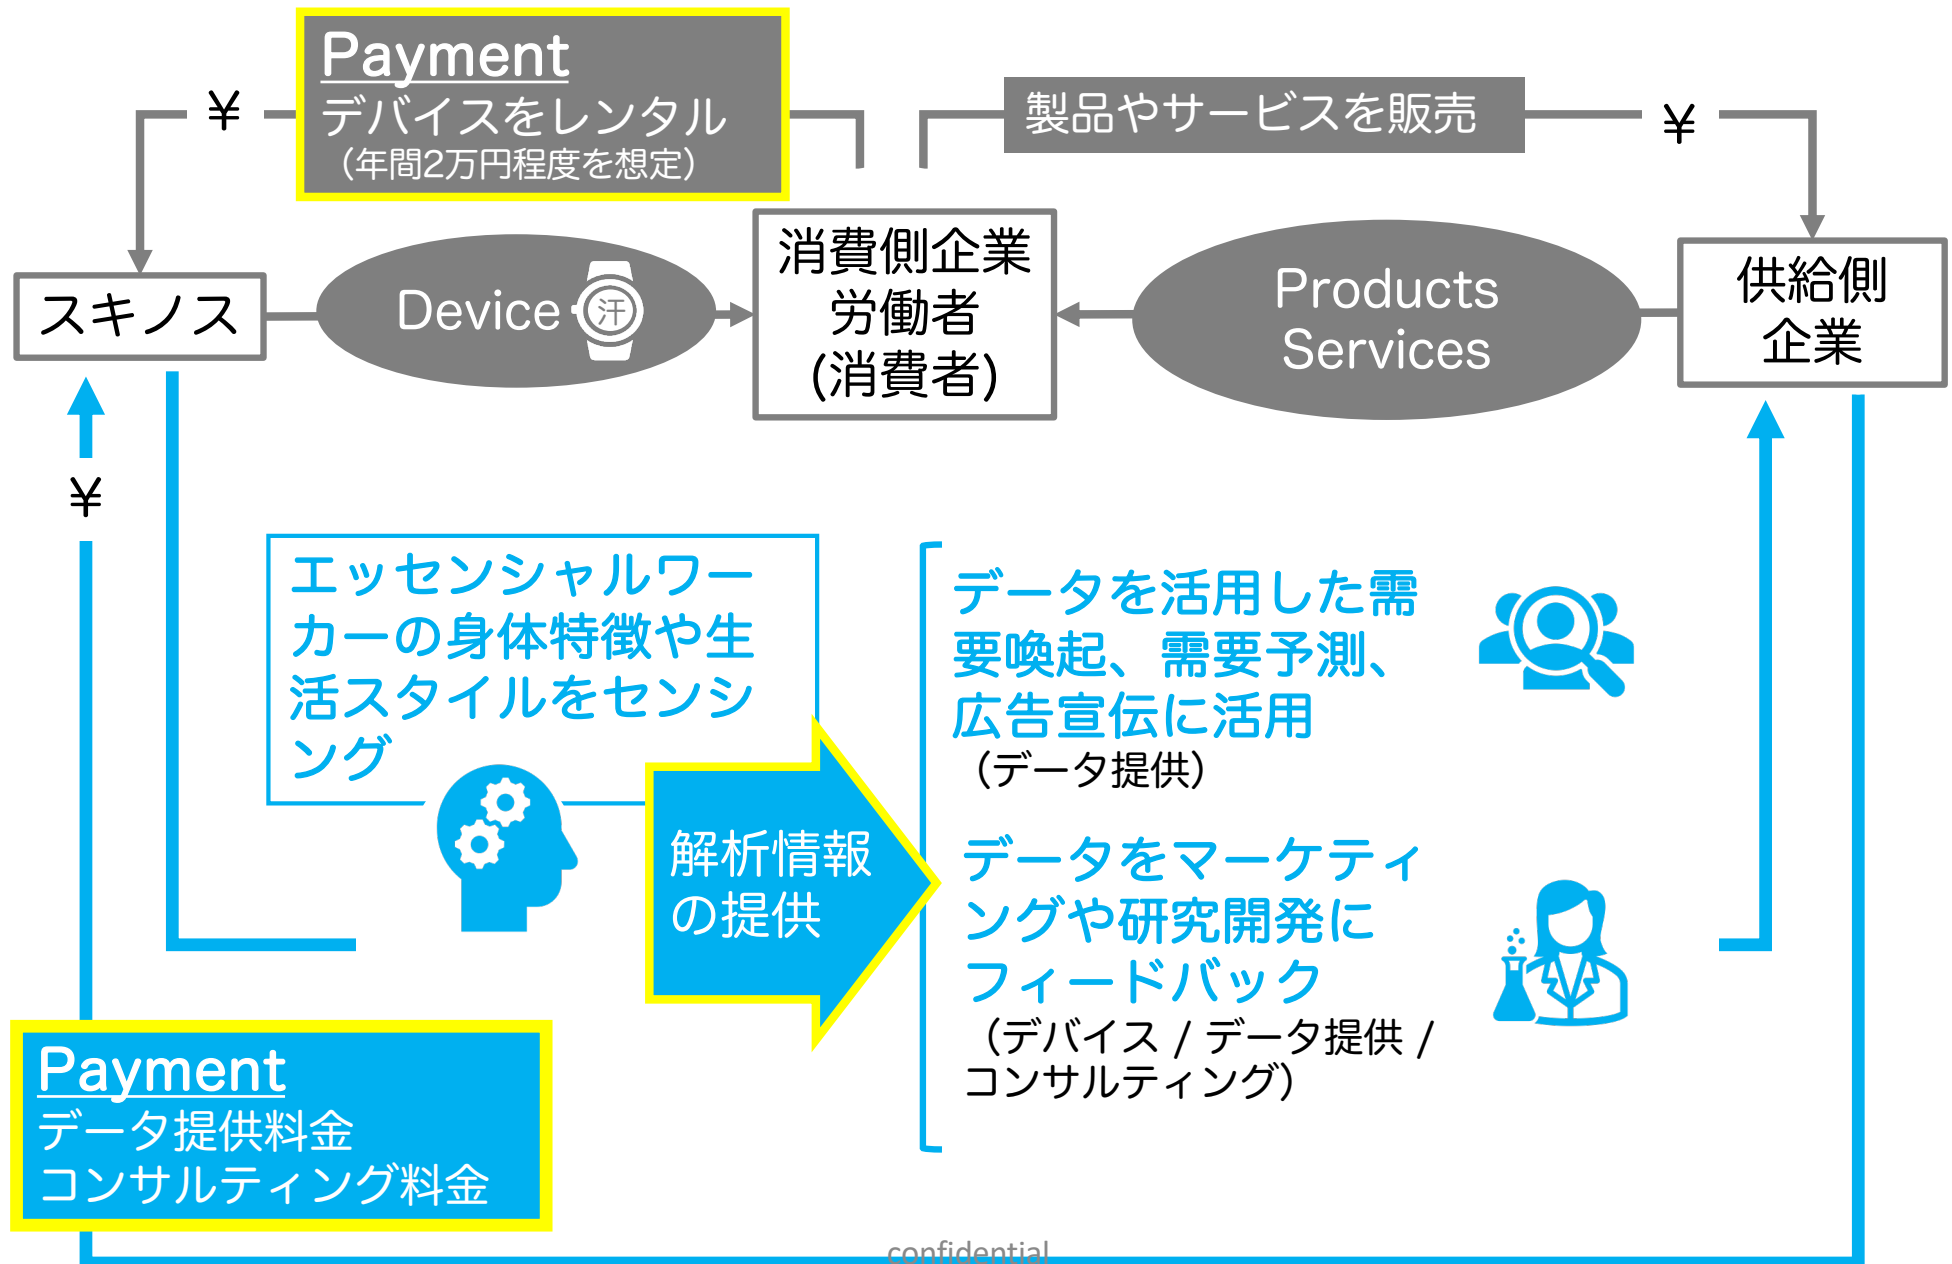 Payment
デバイスをレンタル
（年間2万円程度を想定）
¥
製品やサービスを販売
¥
スキノス
Device
汗
消費側企業
労働者
(消費者)
Products
Services
供給側
企業
¥
エッセンシャルワー
カーの身体特徴や生
活スタイルをセンシ
ング
解析情報
の提供
データを活用した需
要喚起、需要予測、
広告宣伝に活用
（データ提供）
データをマーケティ
ングや研究開発に
フィードバック
（デバイス / データ提供 /
コンサルティング）
Payment
データ提供料金
コンサルティング料金
confidential